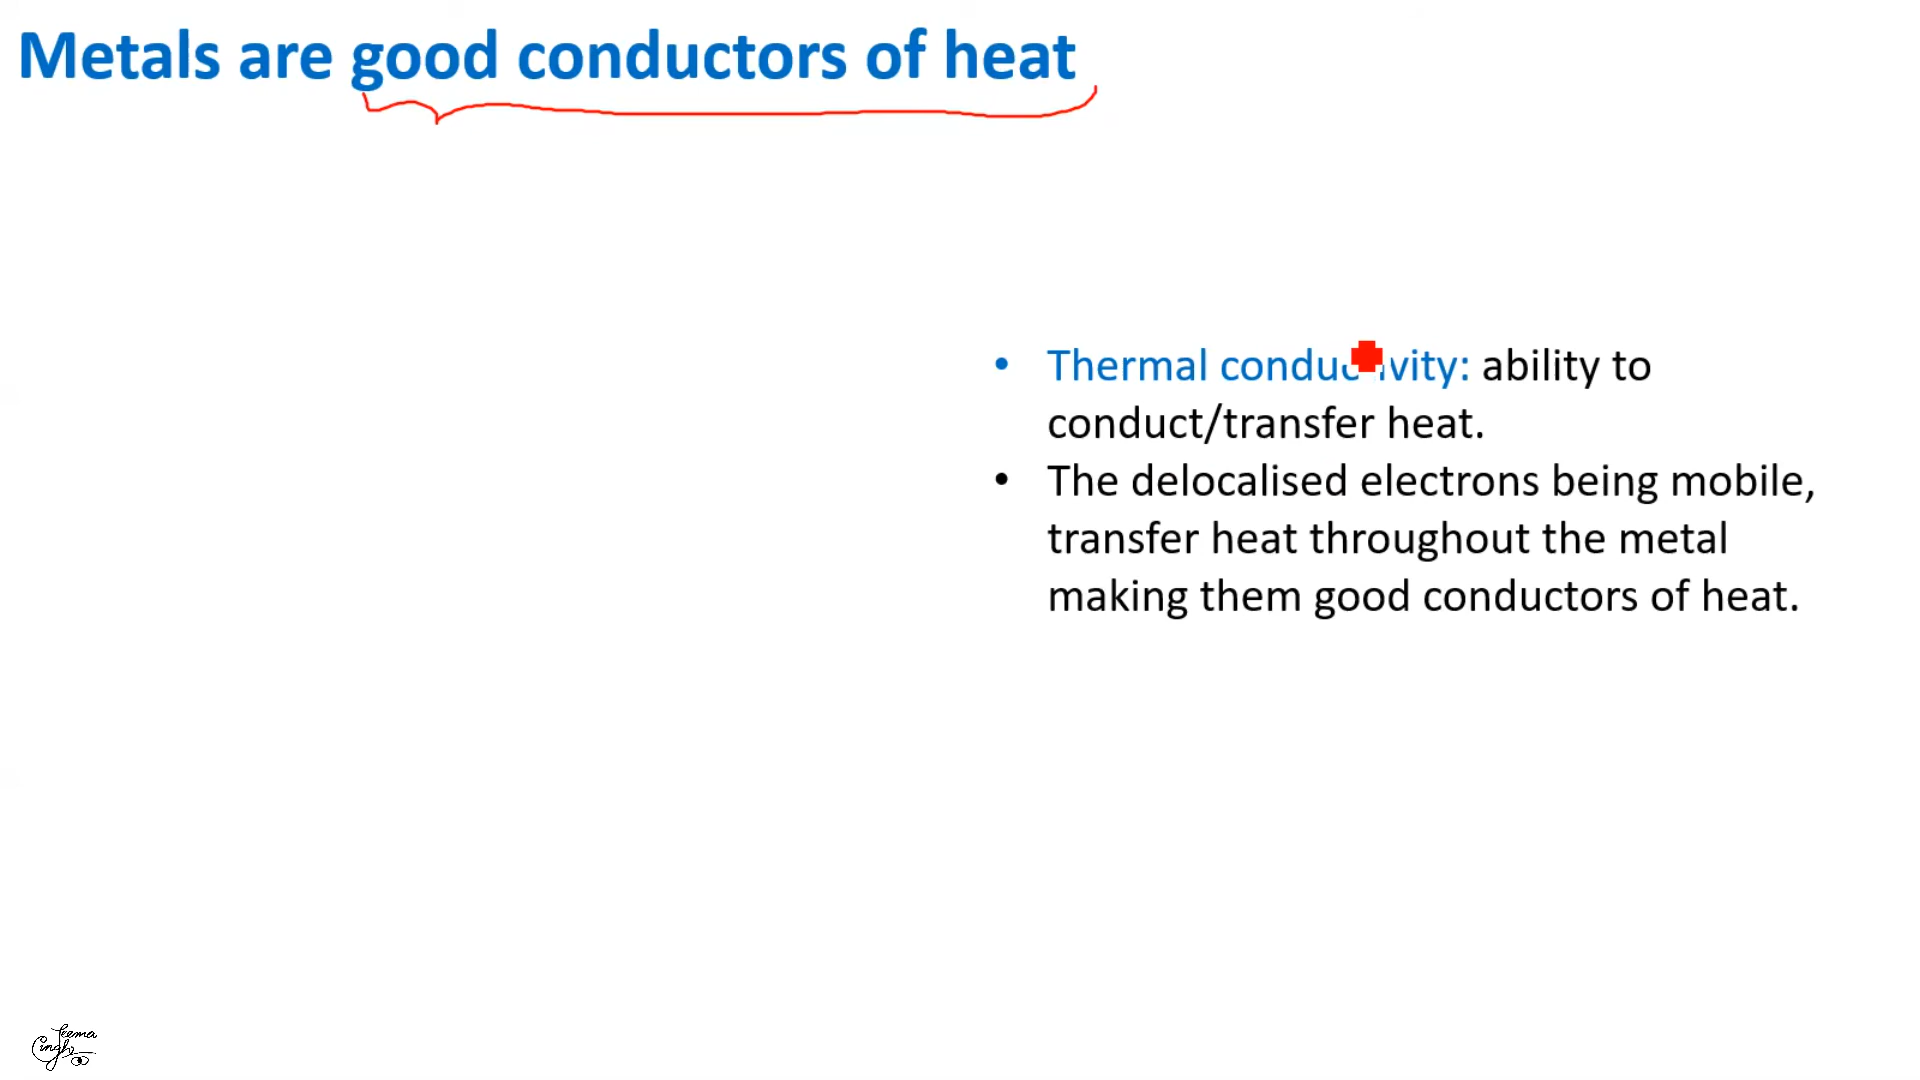 Metals are good conductors of heat
• Thermal conductivity: ability to
conduct/transfer heat.
• The delocalised electrons being mobile,
transfer heat throughout the metal
making them good conductors of heat.